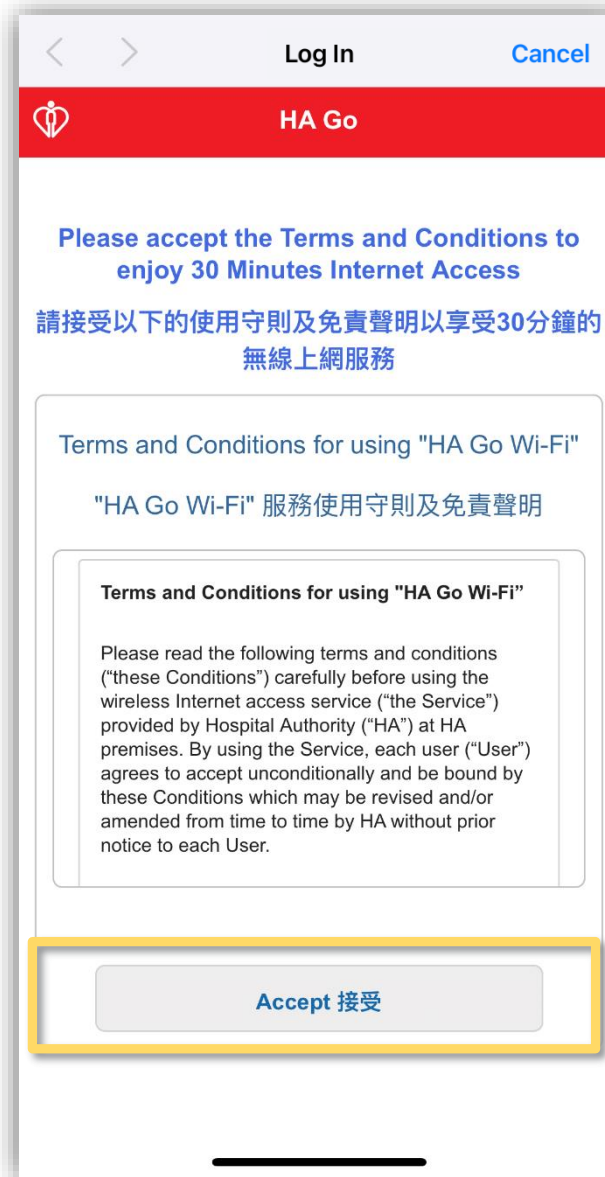 Log In
Cancel
HA Go
Please accept the Terms and Conditions to
enjoy 30 Minutes Internet Access
請接受以下的使用守則及免責聲明以享受30分鐘的
無線上網服務
Terms and Conditions for using "HA Go Wi-Fi"
"HA Go Wi-Fi" 服務使用守則及免責聲明
Terms and Conditions for using "HA Go Wi-Fi”
Please read the following terms and conditions
(“these Conditions”) carefully before using the
wireless Internet access service (“the Service”)
provided by Hospital Authority (“HA”) at HA
premises. By using the Service, each user (“User”)
agrees to accept unconditionally and be bound by
these Conditions which may be revised and/or
amended from time to time by HA without prior
notice to each User.
Accept 接受